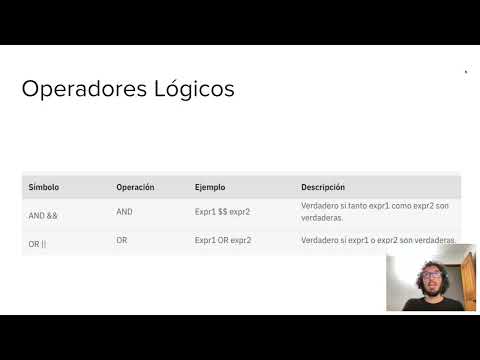 Operadores Lógicos
Símbolo Operación Ejemplo Descripción
AND && AND Expr1 $$ expr2 Verdadero si tanto expr1 como expr2 son
verdaderas.
OR || OR Expr1 OR expr2 Verdadero si expr1 o expr2 son verdaderas.